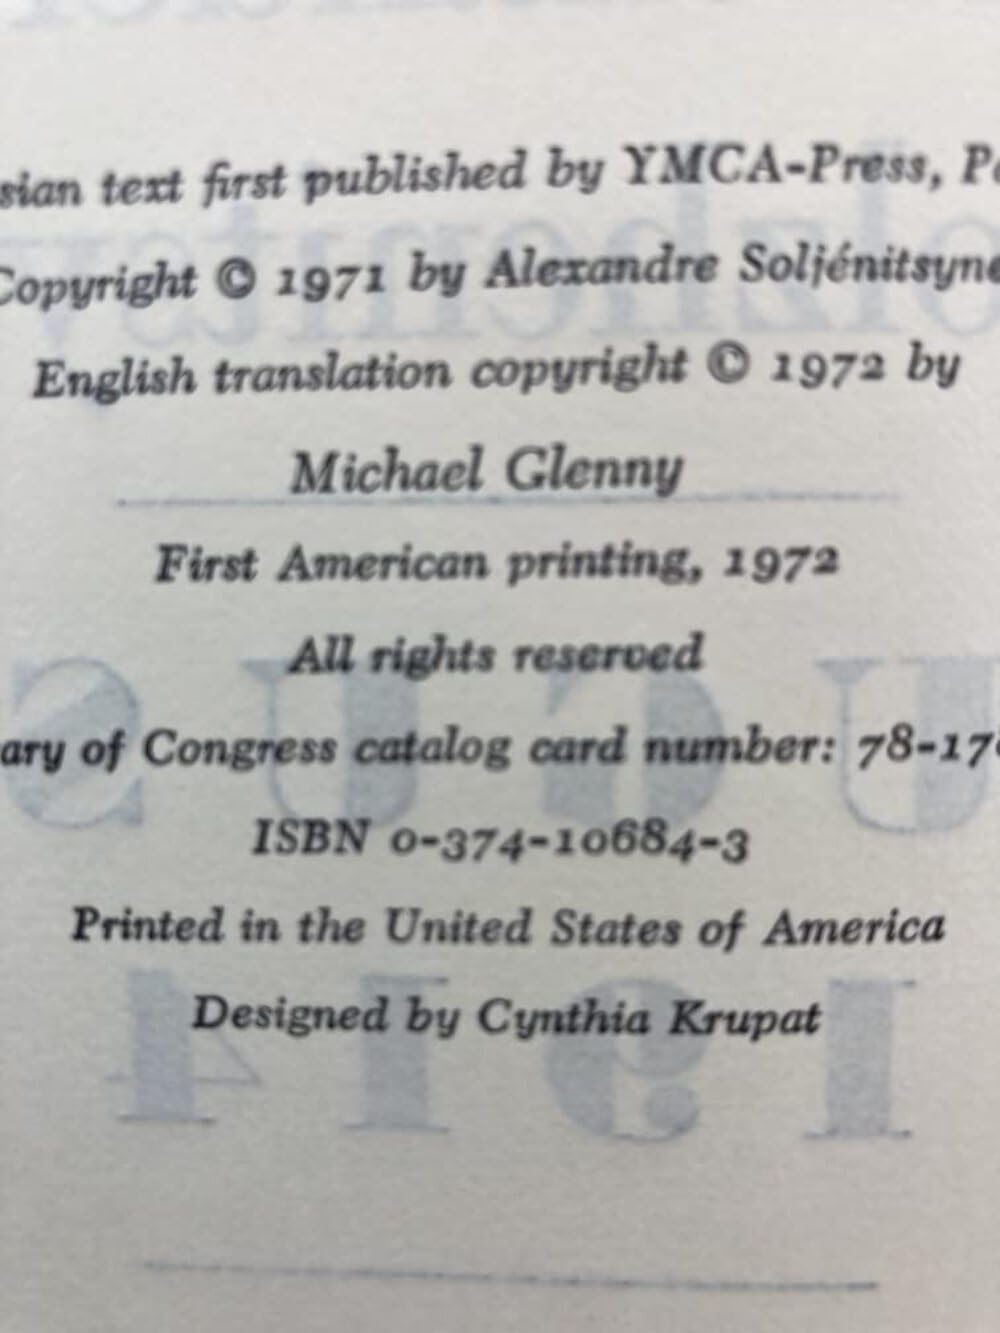 sian text first published by YMCA-Press, Pa
Copyright © 1971 by Alexandre Soljénitsyne
English translation copyright © 1972 by
Michael Glenny
First American printing, 1972
All rights reserved
ary of Congress catalog card number: 78-178
ISBN 0-374-10684-3
Printed in the United States of America
Designed by Cynthia Krupat